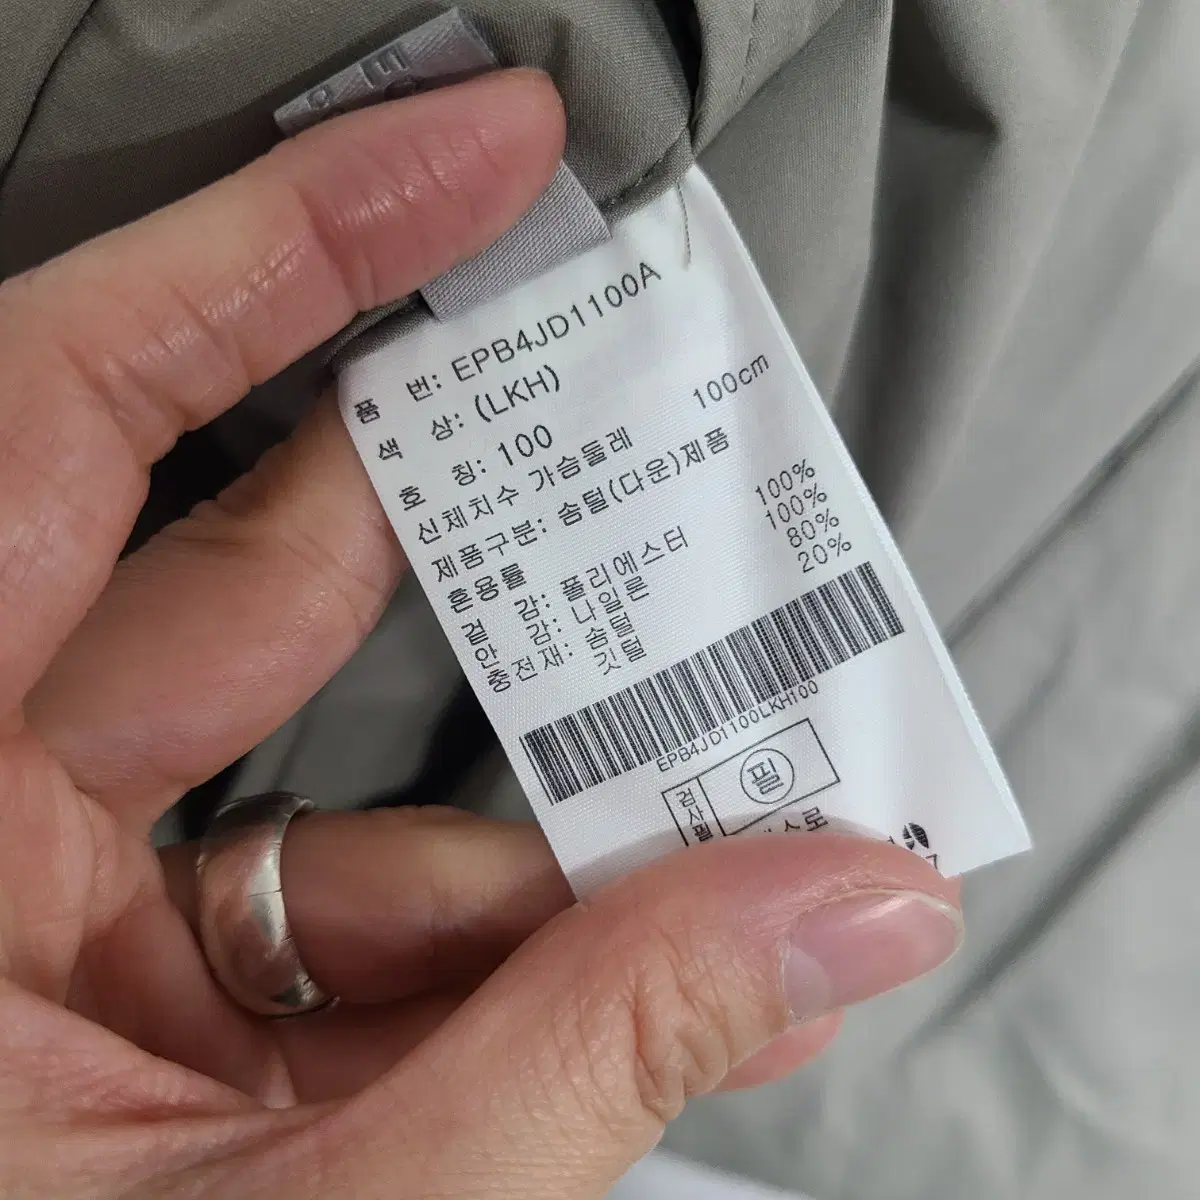 품 번: EPB4JD1100A
색 상: (LKH)
호 칭: 100
신체치수 가슴둘레 100cm
제품구분: 솜털(다운)제품
혼용률
겉 감: 폴리에스터 100%
안 감: 나일론 100%
충전재: 솜털 80%
깃털 20%
EPB4JD1100LKH100
검사필
필